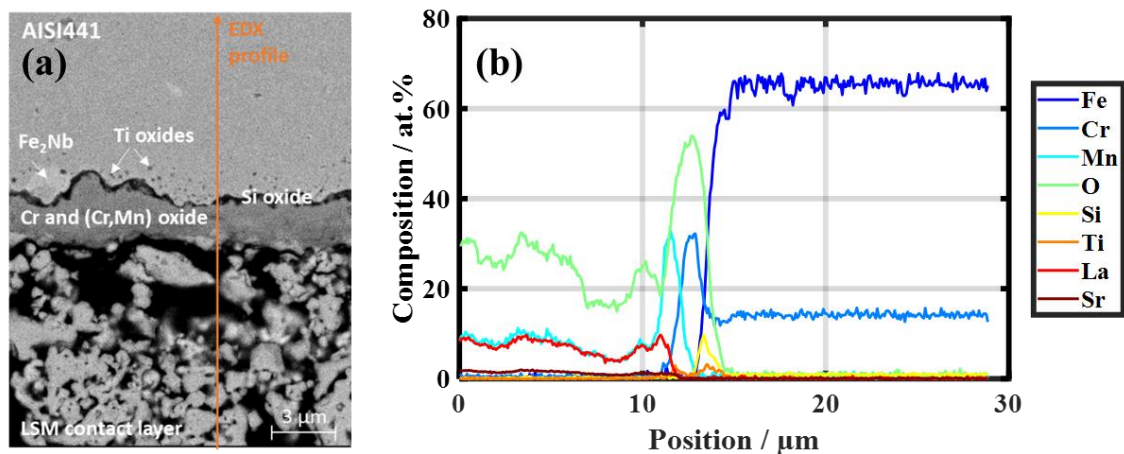 AISI441
(a)
EDX
profile
Fe₂Nb
Ti oxides
Si oxide
Cr and (Cr,Mn) oxide
LSM contact layer
3 µm
(b)
Composition / at.%
80
60
40
20
0
0
10
20
30
Position / µm
Fe
Cr
Mn
O
Si
Ti
La
Sr